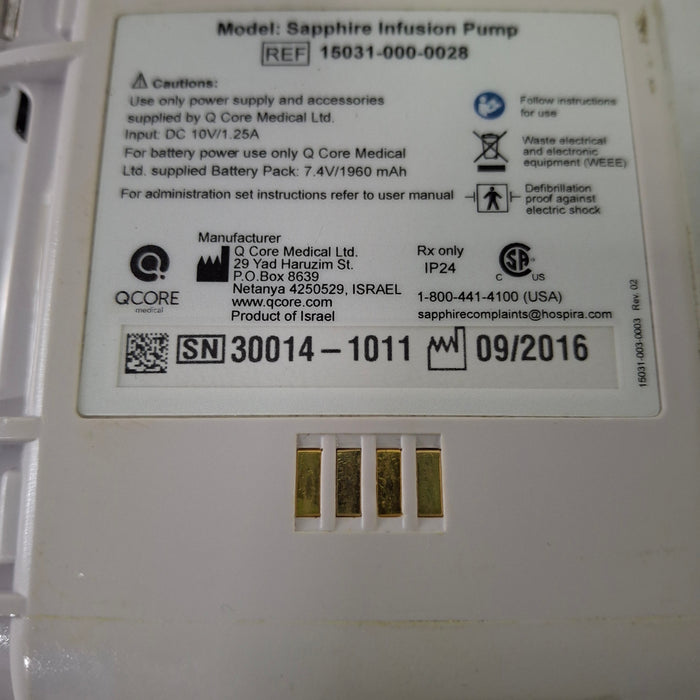 Model: Sapphire Infusion Pump
REF 15031-000-0028
Cautions:
Use only power supply and accessories
supplied by Q Core Medical Ltd.
Input: DC 10V/1.25A
For battery power use only Q Core Medical
Ltd. supplied Battery Pack: 7.4V/1960 mAh
For administration set instructions refer to user manual
Follow instructions
for use
Waste electrical
and electronic
equipment (WEEE)
Defibrillation
proof against
electric shock
QCORE
medical
Manufacturer
Q Core Medical Ltd.
29 Yad Haruzim St.
P.O.Box 8639
Netanya 4250529, ISRAEL
www.qcore.com
Product of Israel
Rx only
IP24
C SA US
1-800-441-4100 (USA)
sapphirecomplaints@hospira.com
SN 30014-1011 09/2016
15031-003-0003 Rev. 02